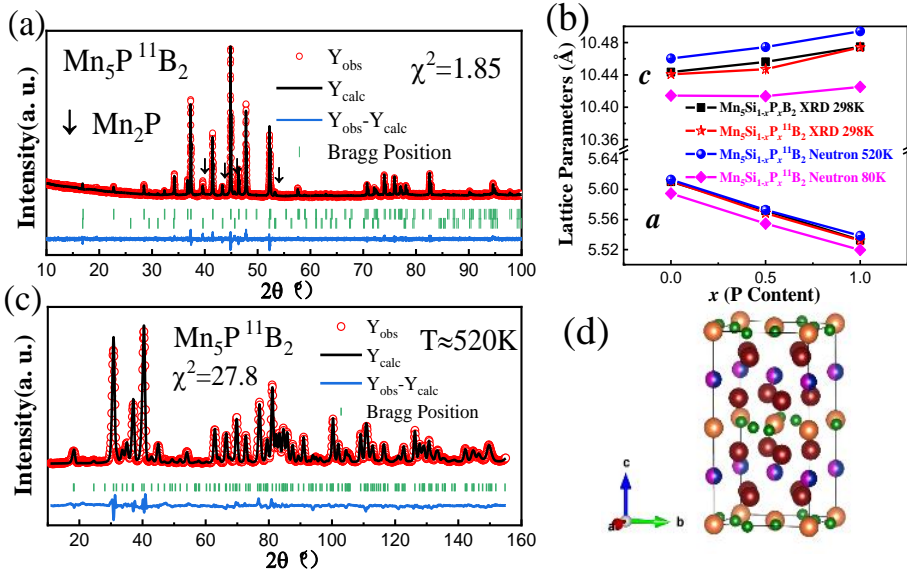 (a)
Mn5P11B2
↓ Mn2P
Yobs
Ycalc
Yobs-Ycalc
Bragg Position
χ2=1.85
Intensity(a. u.)
10 20 30 40 50 60 70 80 90 100
2θ (°)
(b)
10.48
10.44
10.40
10.36
5.64
5.60
5.56
5.52
Lattice Parameters (Å)
c
a
Mn5Si1-xPxB2 XRD 298K
Mn5Si1-xPx11B2 XRD 298K
Mn5Si1-xPx11B2 Neutron 520K
Mn5Si1-xPx11B2 Neutron 80K
0.0 0.5 1.0
x (P Content)
(c)
Mn5P11B2
χ2=27.8
Yobs
Ycalc
Yobs-Ycalc
Bragg Position
T≈520K
Intensity(a. u.)
0 20 40 60 80 100 120 140 160
2θ (°)
(d)
c
a
b